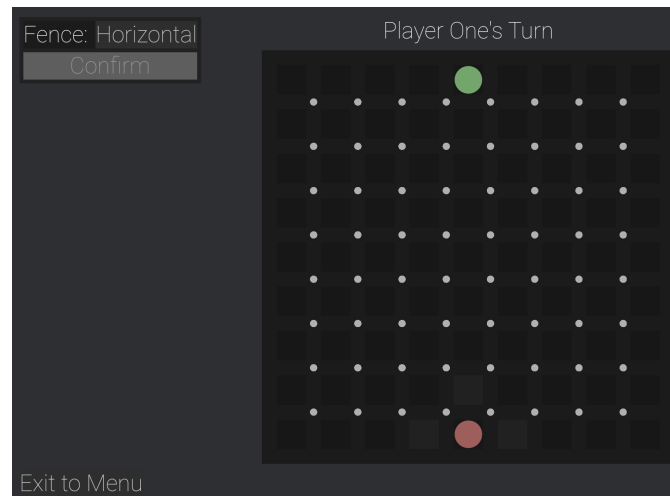 Fence: Horizontal
Confirm
Player One's Turn
Exit to Menu